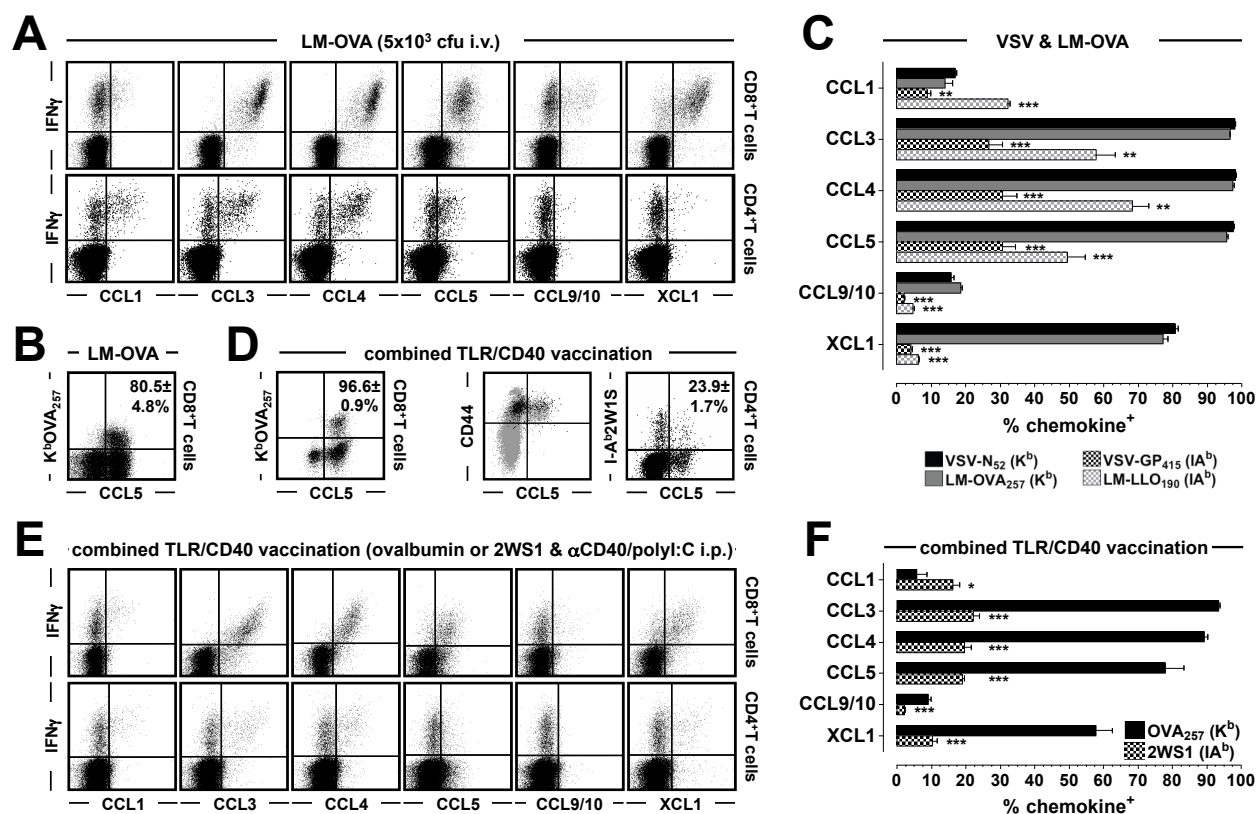 A
LM-OVA (5x10³ cfu i.v.)
IFNγ
CD8⁺T cells
IFNγ
CD4⁺T cells
CCL1 CCL3 CCL4 CCL5 CCL9/10 XCL1
C
VSV & LM-OVA
CCL1
**
***
CCL3
***
**
CCL4
***
**
CCL5
***
***
CCL9/10
***
***
XCL1
***
***
0 10 20 30 40 50 60 70 80 90 100
% chemokine⁺
VSV-N₅₂ (Kᵇ)
LM-OVA₂₅₇ (Kᵇ)
VSV-GP₄₁₅ (IAᵇ)
LM-LLO₁₉₀ (IAᵇ)
B
LM-OVA
KᵇOVA₂₅₇
80.5±
4.8%
CD8⁺T cells
CCL5
D
combined TLR/CD40 vaccination
KᵇOVA₂₅₇
96.6±
0.9%
CD8⁺T cells
CCL5
CD44
CCL5
I-Aᵇ2W1S
23.9±
1.7%
CD4⁺T cells
CCL5
E
combined TLR/CD40 vaccination (ovalbumin or 2WS1 & αCD40/polyI:C i.p.)
IFNγ
CD8⁺T cells
IFNγ
CD4⁺T cells
CCL1 CCL3 CCL4 CCL5 CCL9/10 XCL1
F
combined TLR/CD40 vaccination
CCL1
*
CCL3
***
CCL4
***
CCL5
***
CCL9/10
***
XCL1
***
OVA₂₅₇ (Kᵇ)
2WS1 (IAᵇ)
0 10 20 30 40 50 60 70 80 90 100
% chemokine⁺